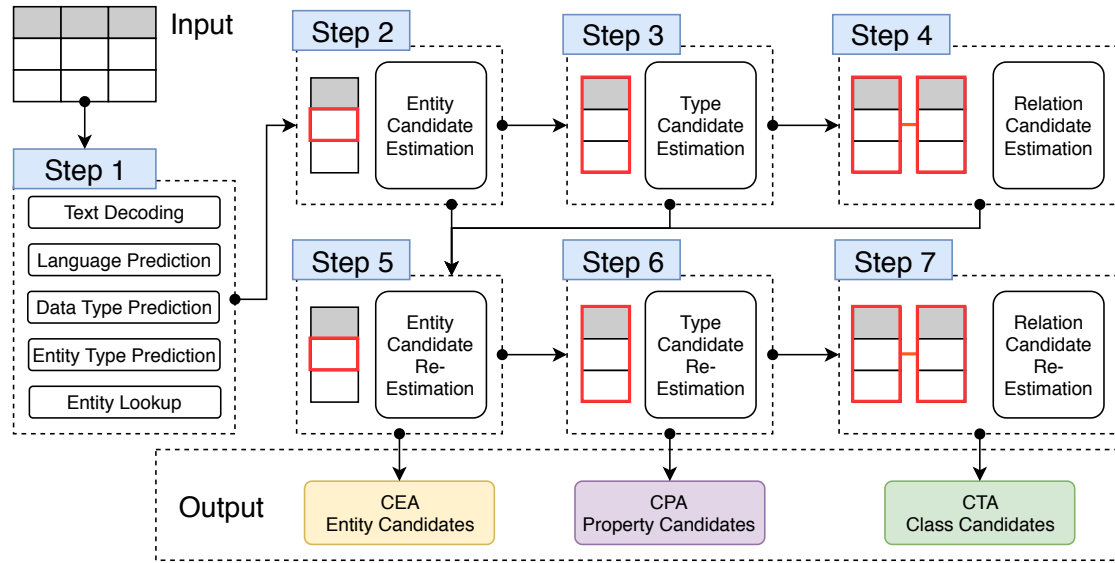 Input
Step 1
Text Decoding
Language Prediction
Data Type Prediction
Entity Type Prediction
Entity Lookup
Step 2
Entity
Candidate
Estimation
Step 3
Type
Candidate
Estimation
Step 4
Relation
Candidate
Estimation
Step 5
Entity
Candidate
Re-
Estimation
Step 6
Type
Candidate
Re-
Estimation
Step 7
Relation
Candidate
Re-
Estimation
Output
CEA
Entity Candidates
CPA
Property Candidates
CTA
Class Candidates